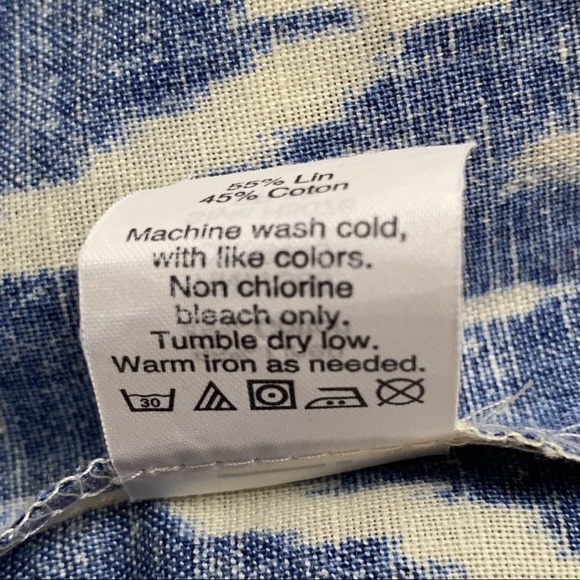 55% Lin
45% Coton
Machine wash cold,
with like colors.
Non chlorine
bleach only.
Tumble dry low.
Warm iron as needed.
30